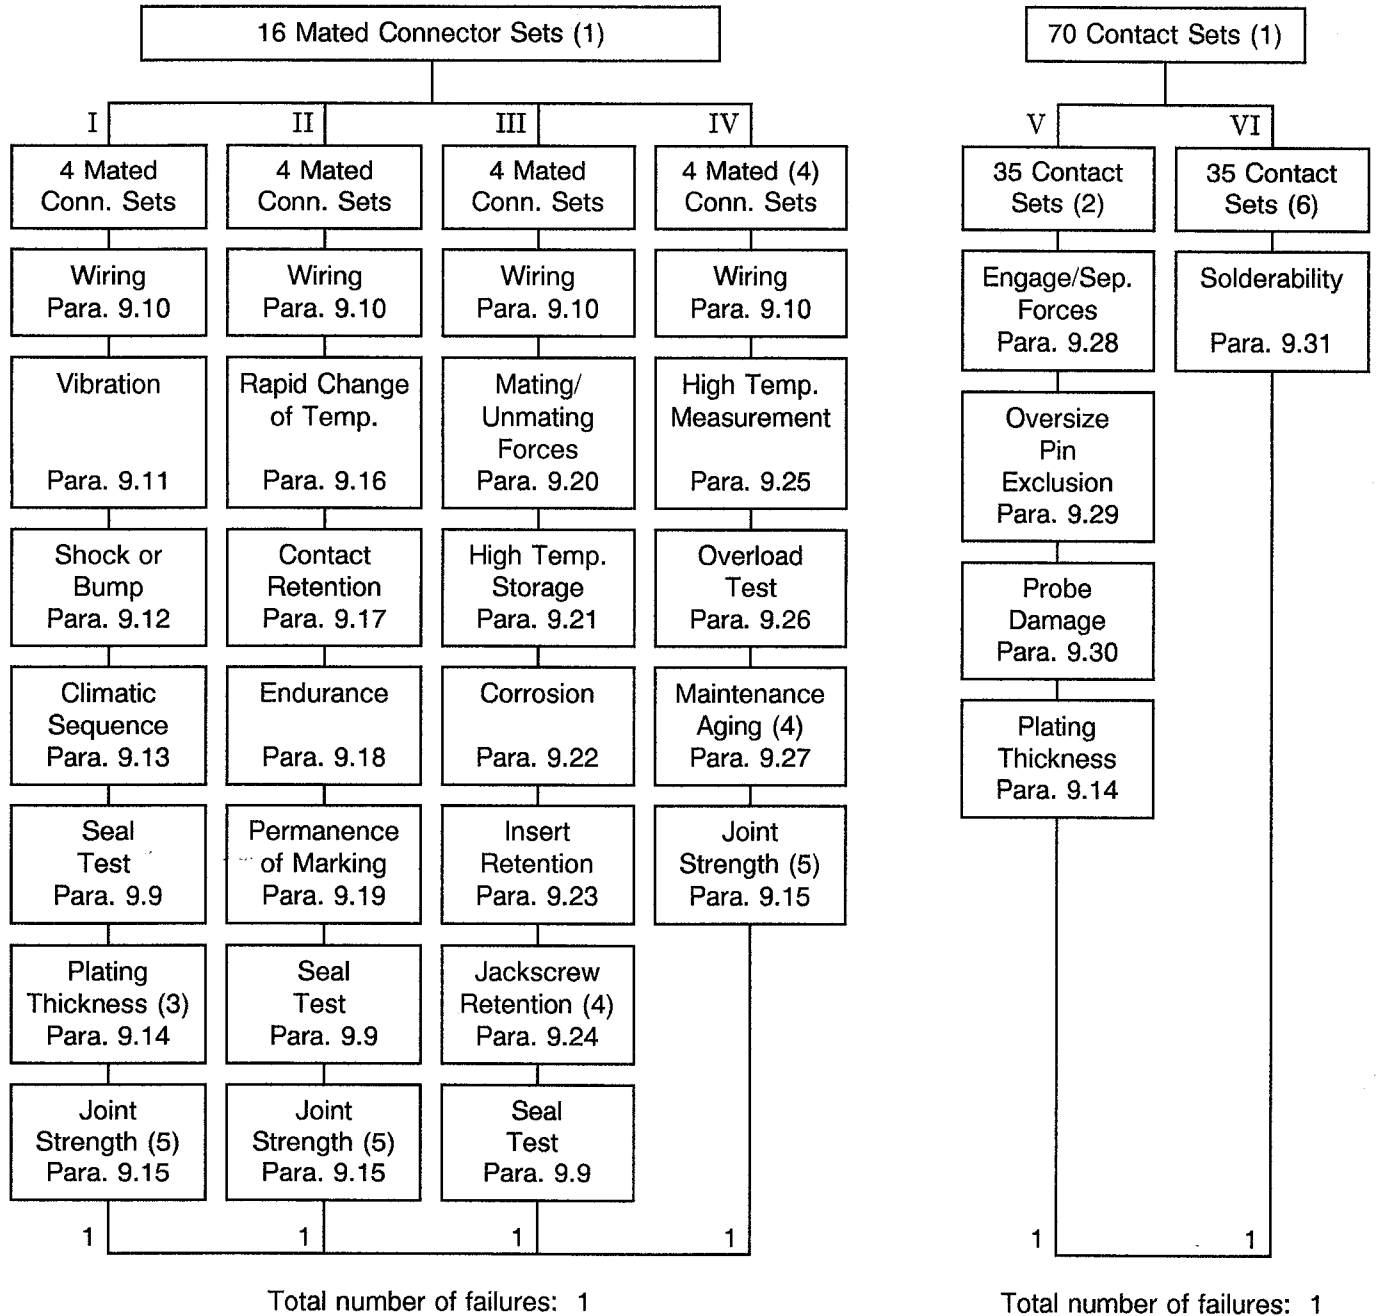 16 Mated Connector Sets (1)
I
II
III
IV
4 Mated
Conn. Sets
4 Mated
Conn. Sets
4 Mated
Conn. Sets
4 Mated (4)
Conn. Sets
Wiring
Para. 9.10
Wiring
Para. 9.10
Wiring
Para. 9.10
Wiring
Para. 9.10
Vibration
Para. 9.11
Rapid Change
of Temp.
Para. 9.16
Mating/
Unmating
Forces
Para. 9.20
High Temp.
Measurement
Para. 9.25
Shock or
Bump
Para. 9.12
Contact
Retention
Para. 9.17
High Temp.
Storage
Para. 9.21
Overload
Test
Para. 9.26
Climatic
Sequence
Para. 9.13
Endurance
Para. 9.18
Corrosion
Para. 9.22
Maintenance
Aging (4)
Para. 9.27
Seal
Test
Para. 9.9
Permanence
of Marking
Para. 9.19
Insert
Retention
Para. 9.23
Joint
Strength (5)
Para. 9.15
Plating
Thickness (3)
Para. 9.14
Seal
Test
Para. 9.9
Jackscrew
Retention (4)
Para. 9.24
Joint
Strength (5)
Para. 9.15
Joint
Strength (5)
Para. 9.15
Seal
Test
Para. 9.9
1
1
1
1
Total number of failures: 1
70 Contact Sets (1)
V
VI
35 Contact
Sets (2)
35 Contact
Sets (6)
Engage/Sep.
Forces
Para. 9.28
Solderability
Para. 9.31
Oversize
Pin
Exclusion
Para. 9.29
Probe
Damage
Para. 9.30
Plating
Thickness
Para. 9.14
1
1
Total number of failures: 1